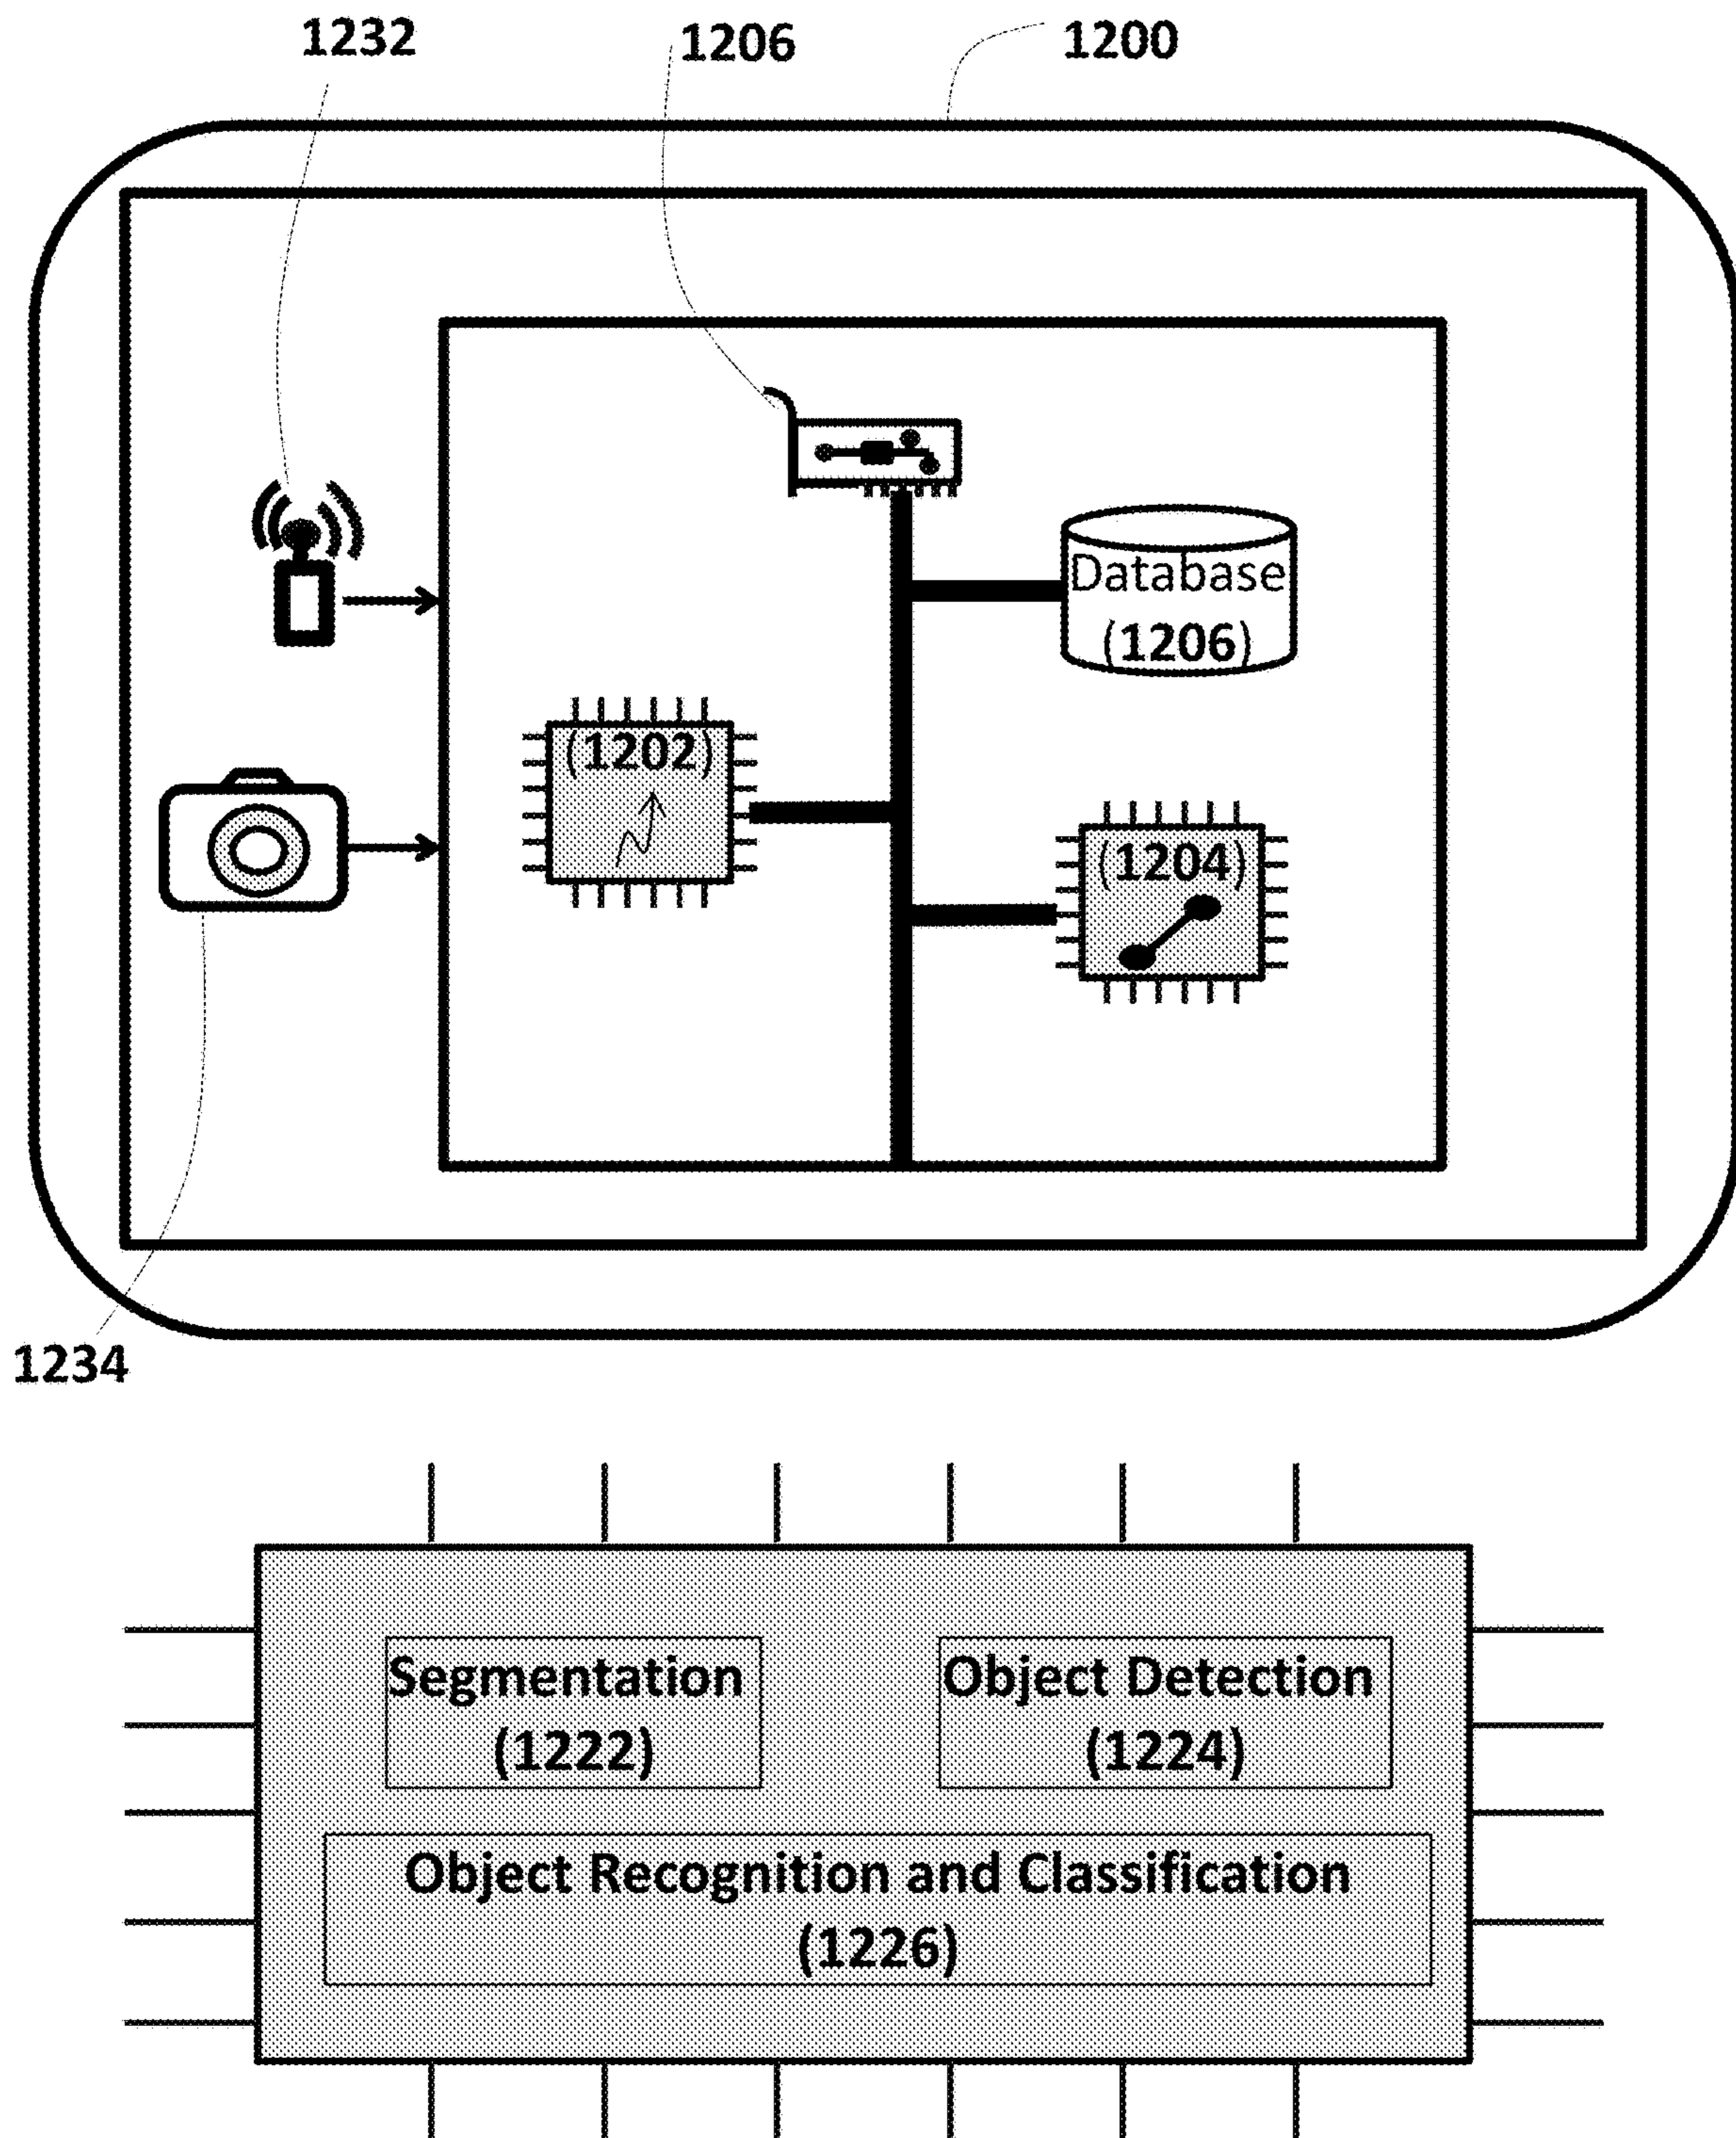 1232
1206
1200
Database
(1206)
(1202)
(1204)
1234
Segmentation
(1222)
Object Detection
(1224)
Object Recognition and Classification
(1226)